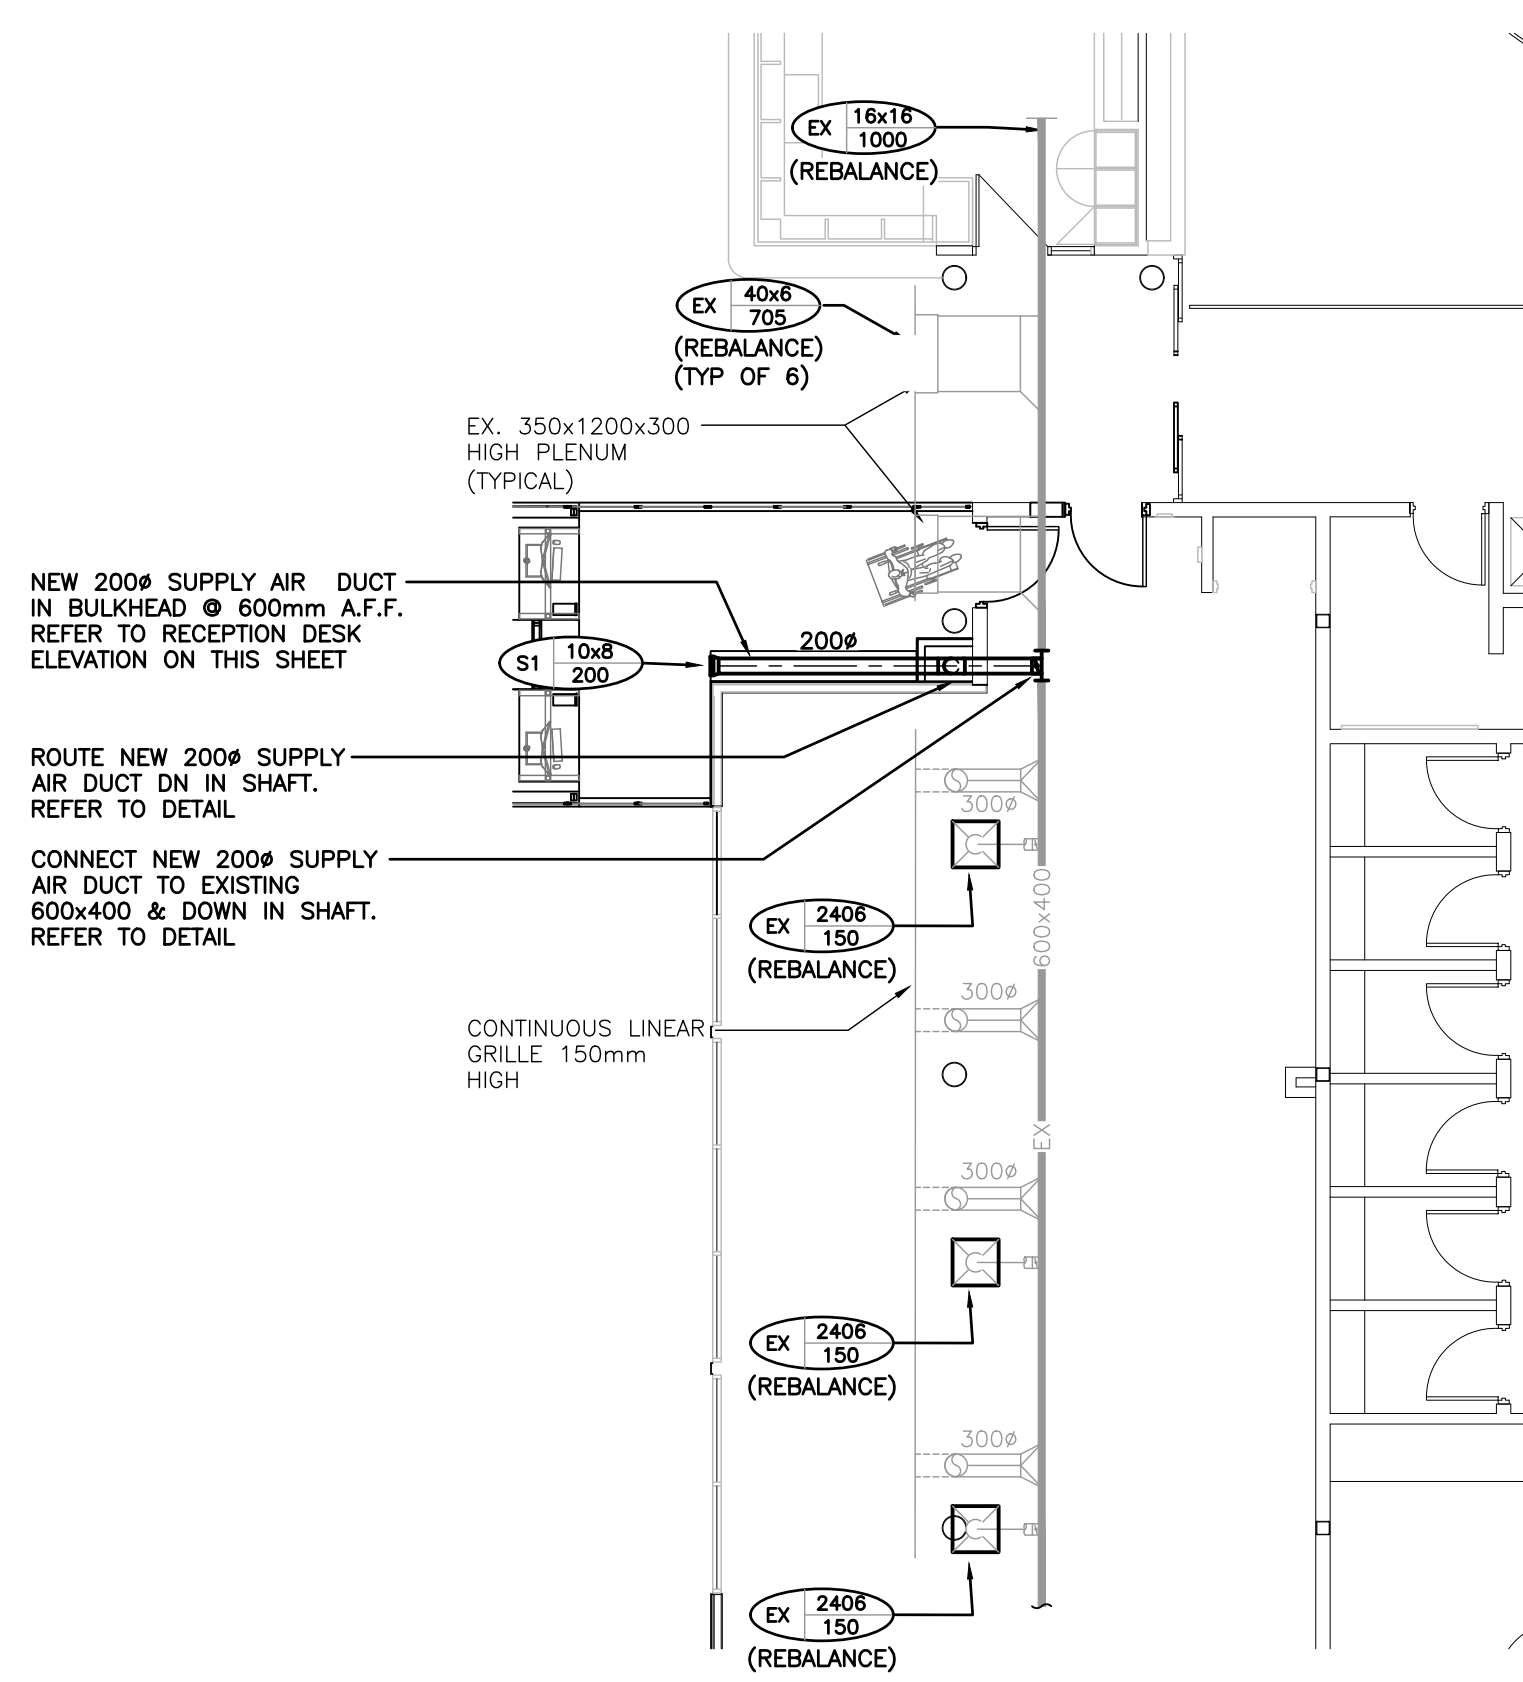 EX 16x16
1000
(REBALANCE)
EX 40x6
705
(REBALANCE)
(TYP OF 6)
EX. 350x1200x300
HIGH PLENUM
(TYPICAL)
NEW 200ø SUPPLY AIR DUCT
IN BULKHEAD @ 600mm A.F.F.
REFER TO RECEPTION DESK
ELEVATION ON THIS SHEET
200ø
S1 10x8
200
ROUTE NEW 200ø SUPPLY
AIR DUCT DN IN SHAFT.
REFER TO DETAIL
300ø
CONNECT NEW 200ø SUPPLY
AIR DUCT TO EXISTING
600x400 & DOWN IN SHAFT.
REFER TO DETAIL
600x400
EX 2406
150
(REBALANCE)
300ø
CONTINUOUS LINEAR
GRILLE 150mm
HIGH
EX
300ø
EX 2406
150
(REBALANCE)
300ø
EX 2406
150
(REBALANCE)